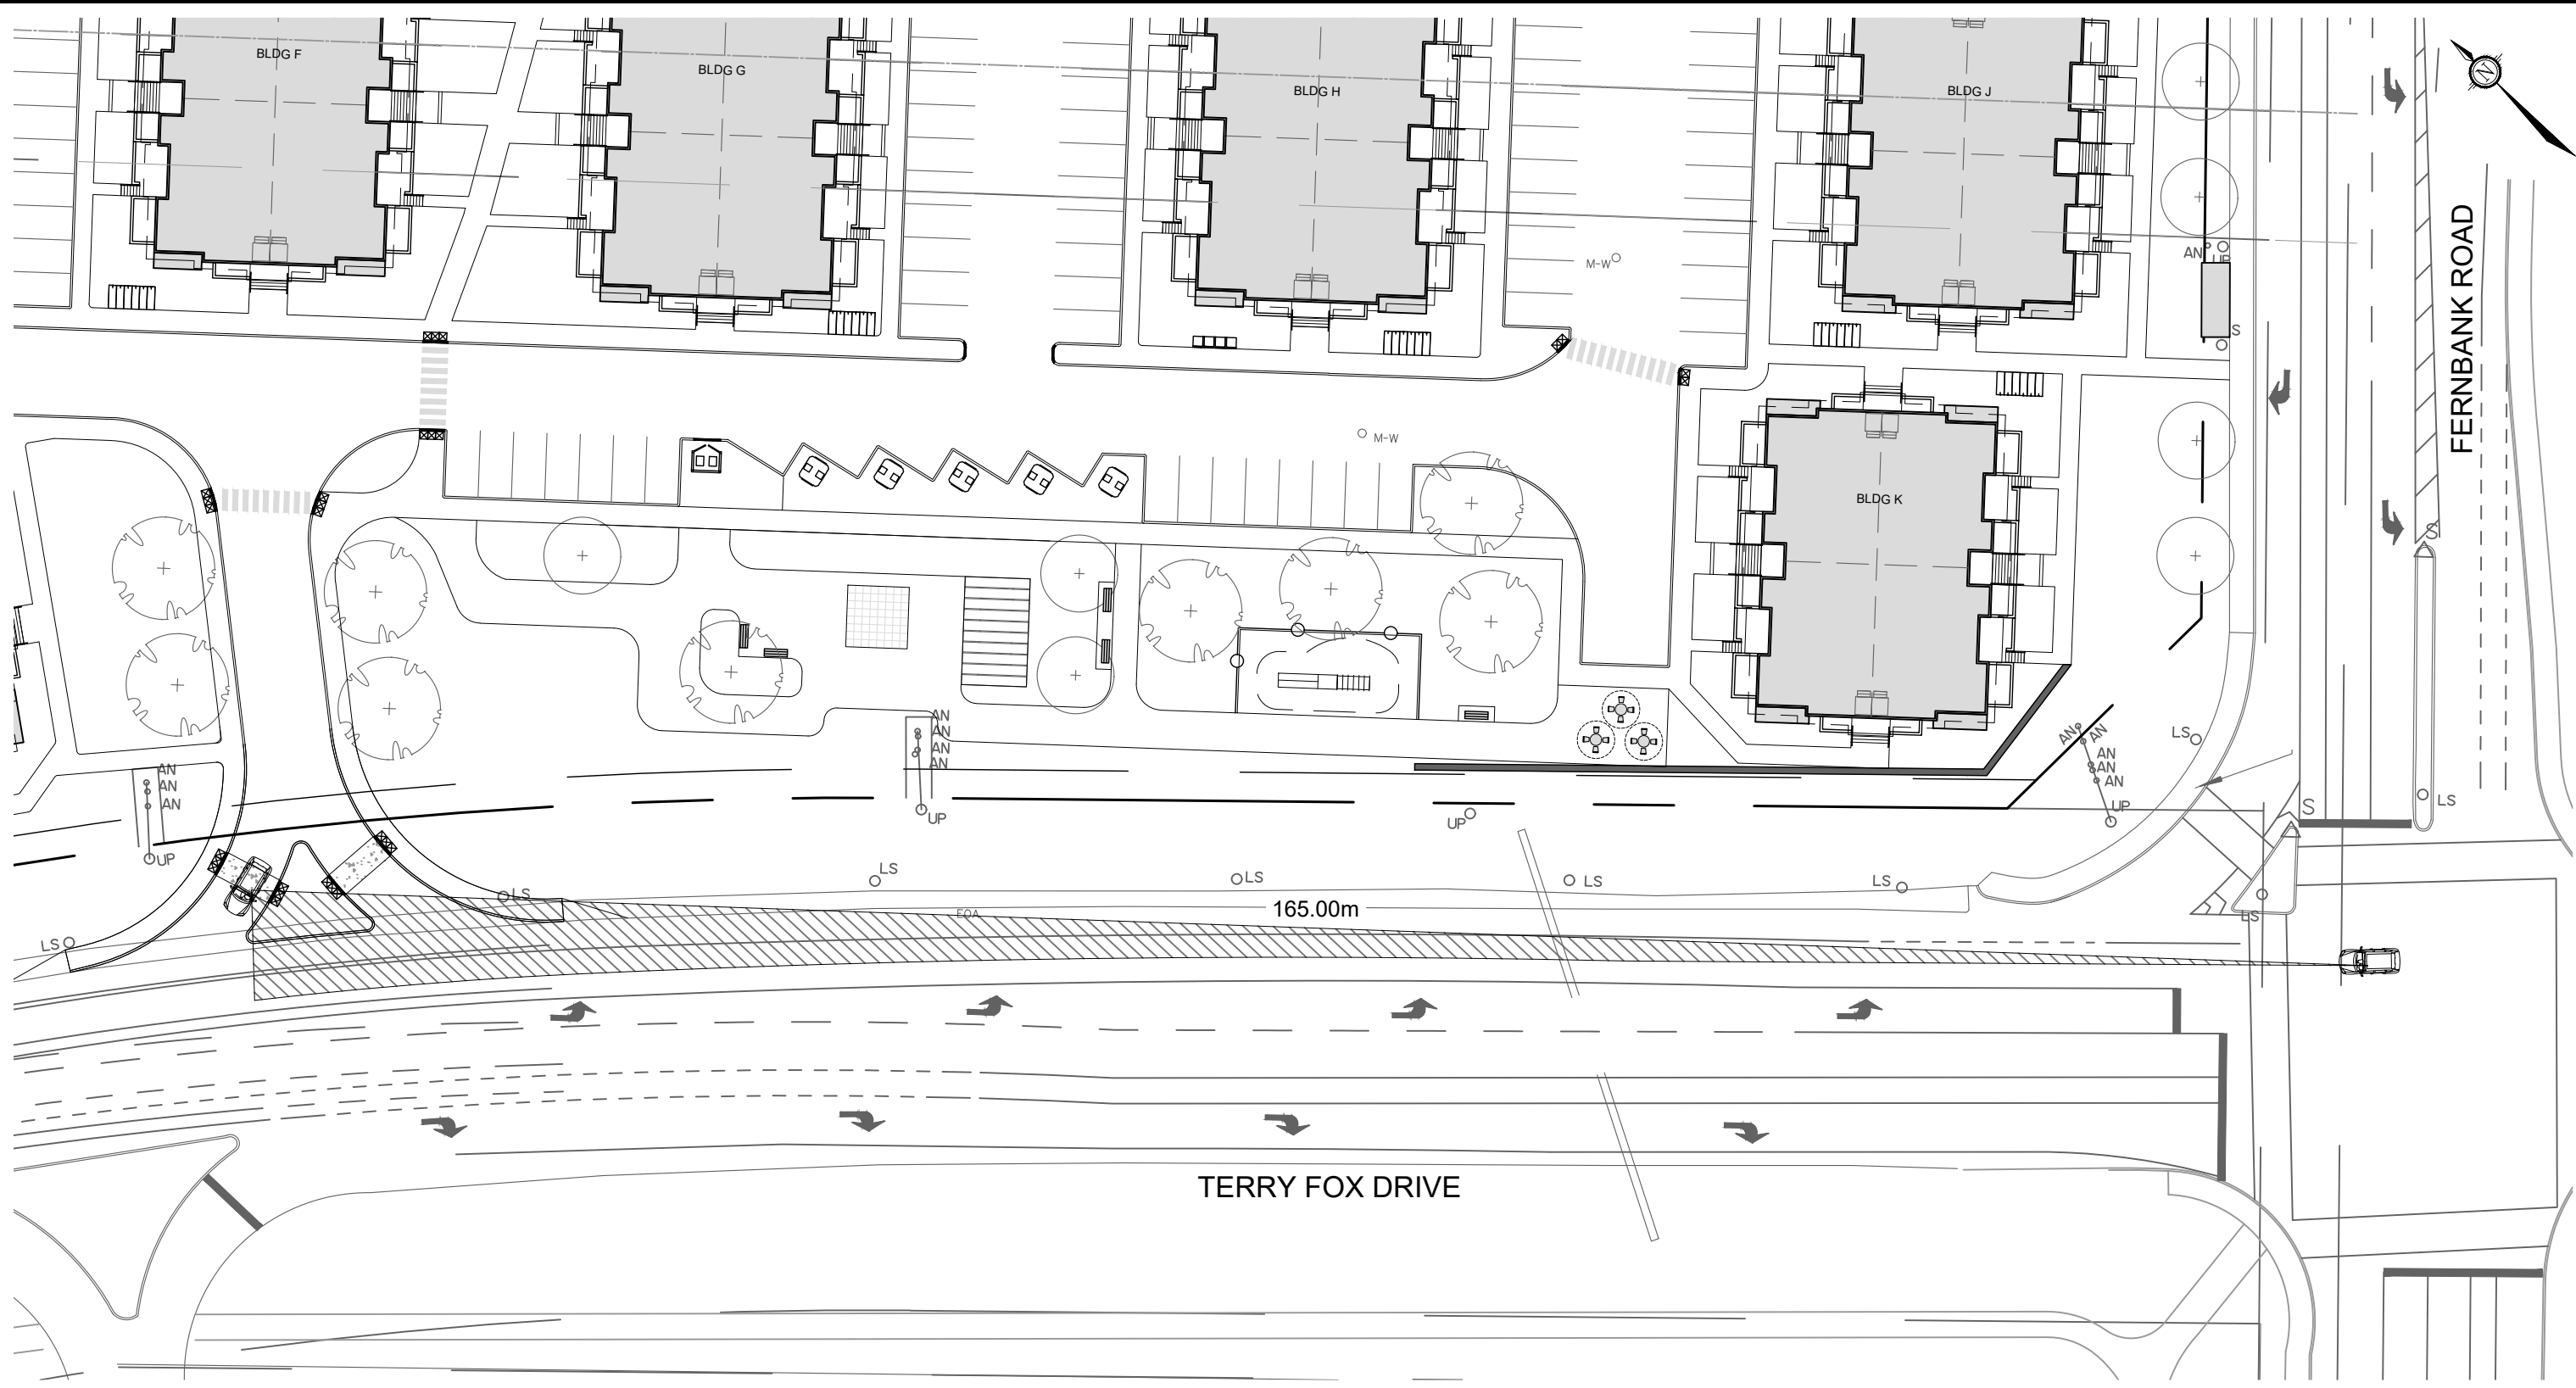 BLDG F
BLDG G
BLDG H
BLDG J
N
FERNBANK ROAD
AN
UP
S
M-W
M-W
BLDG K
S
AN
AN
AN
AN
AN
AN
AN
UP
UP
UP
AN
AN
AN
AN
AN
UP
LS
LS
S
LS
LS
LS
LS
LS
LS
LS
EOA
165.00m
TERRY FOX DRIVE